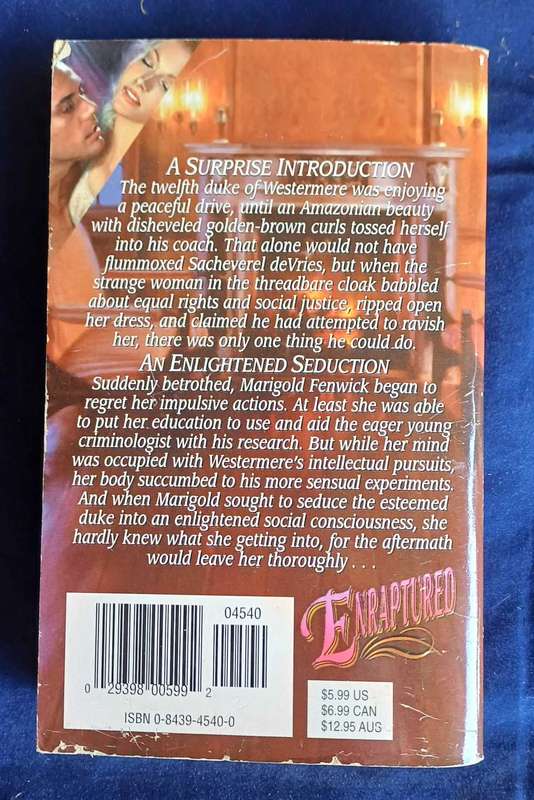 A SURPRISE INTRODUCTION
The twelfth duke of Westermere was enjoying
a peaceful drive, until an Amazonian beauty
with disheveled golden-brown curls tossed herself
into his coach. That alone would not have
flummoxed Sacheverel deVries, but when the
strange woman in the threadbare cloak babbled
about equal rights and social justice, ripped open
her dress, and claimed he had attempted to ravish
her, there was only one thing he could do.
AN ENLIGHTENED SEDUCTION
Suddenly betrothed, Marigold Fenwick began to
regret her impulsive actions. At least she was able
to put her education to use and aid the eager young
criminologist with his research. But while her mind
was occupied with Westermere's intellectual pursuits,
her body succumbed to his more sensual experiments.
And when Marigold sought to seduce the esteemed
duke into an enlightened social consciousness, she
hardly knew what she getting into, for the aftermath
would leave her thoroughly . . .
ENRAPTURED
04540
0 29398 00599 2
ISBN 0-8439-4540-0
$5.99 US
$6.99 CAN
$12.95 AUG